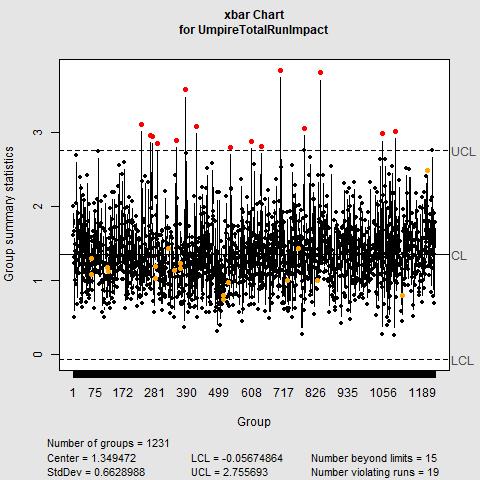 xbar Chart
for UmpireTotalRunImpact
Group summary statistics
3
2
1
0
UCL
CL
LCL
1 75 172 281 390 499 608 717 826 935 1056 1189
Group
Number of groups = 1231
Center = 1.349472 LCL = -0.05674864 Number beyond limits = 15
StdDev = 0.6628988 UCL = 2.755693 Number violating runs = 19